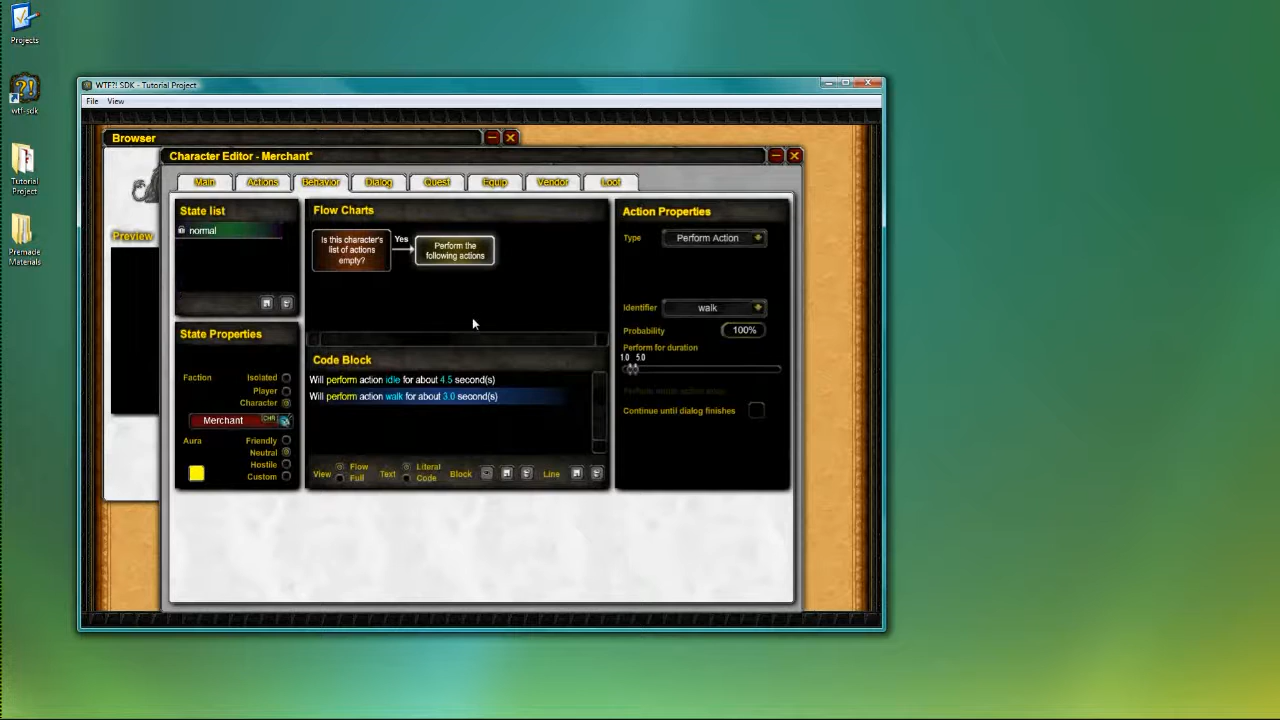 Projects
wtf-sdk
Tutorial
Project
Premade
Materials
WTF?! SDK - Tutorial Project
File View
Browser
Preview
Character Editor - Merchant*
Main Actions Behavior Dialog Quest Equip Vendor Loot
State list
normal
State Properties
Faction Isolated
Player
Character
Merchant CHR
Aura Friendly
Neutral
Hostile
Custom
Flow Charts
Is this character's
list of actions
empty?
Yes
Perform the
following actions
Code Block
Will perform action idle for about 4.5 second(s)
Will perform action walk for about 3.0 second(s)
View Flow Text Literal Block Line
Full Code
Action Properties
Type Perform Action
Identifier walk
Probability 100%
Perform for duration
1.0 5.0
Continue until dialog finishes